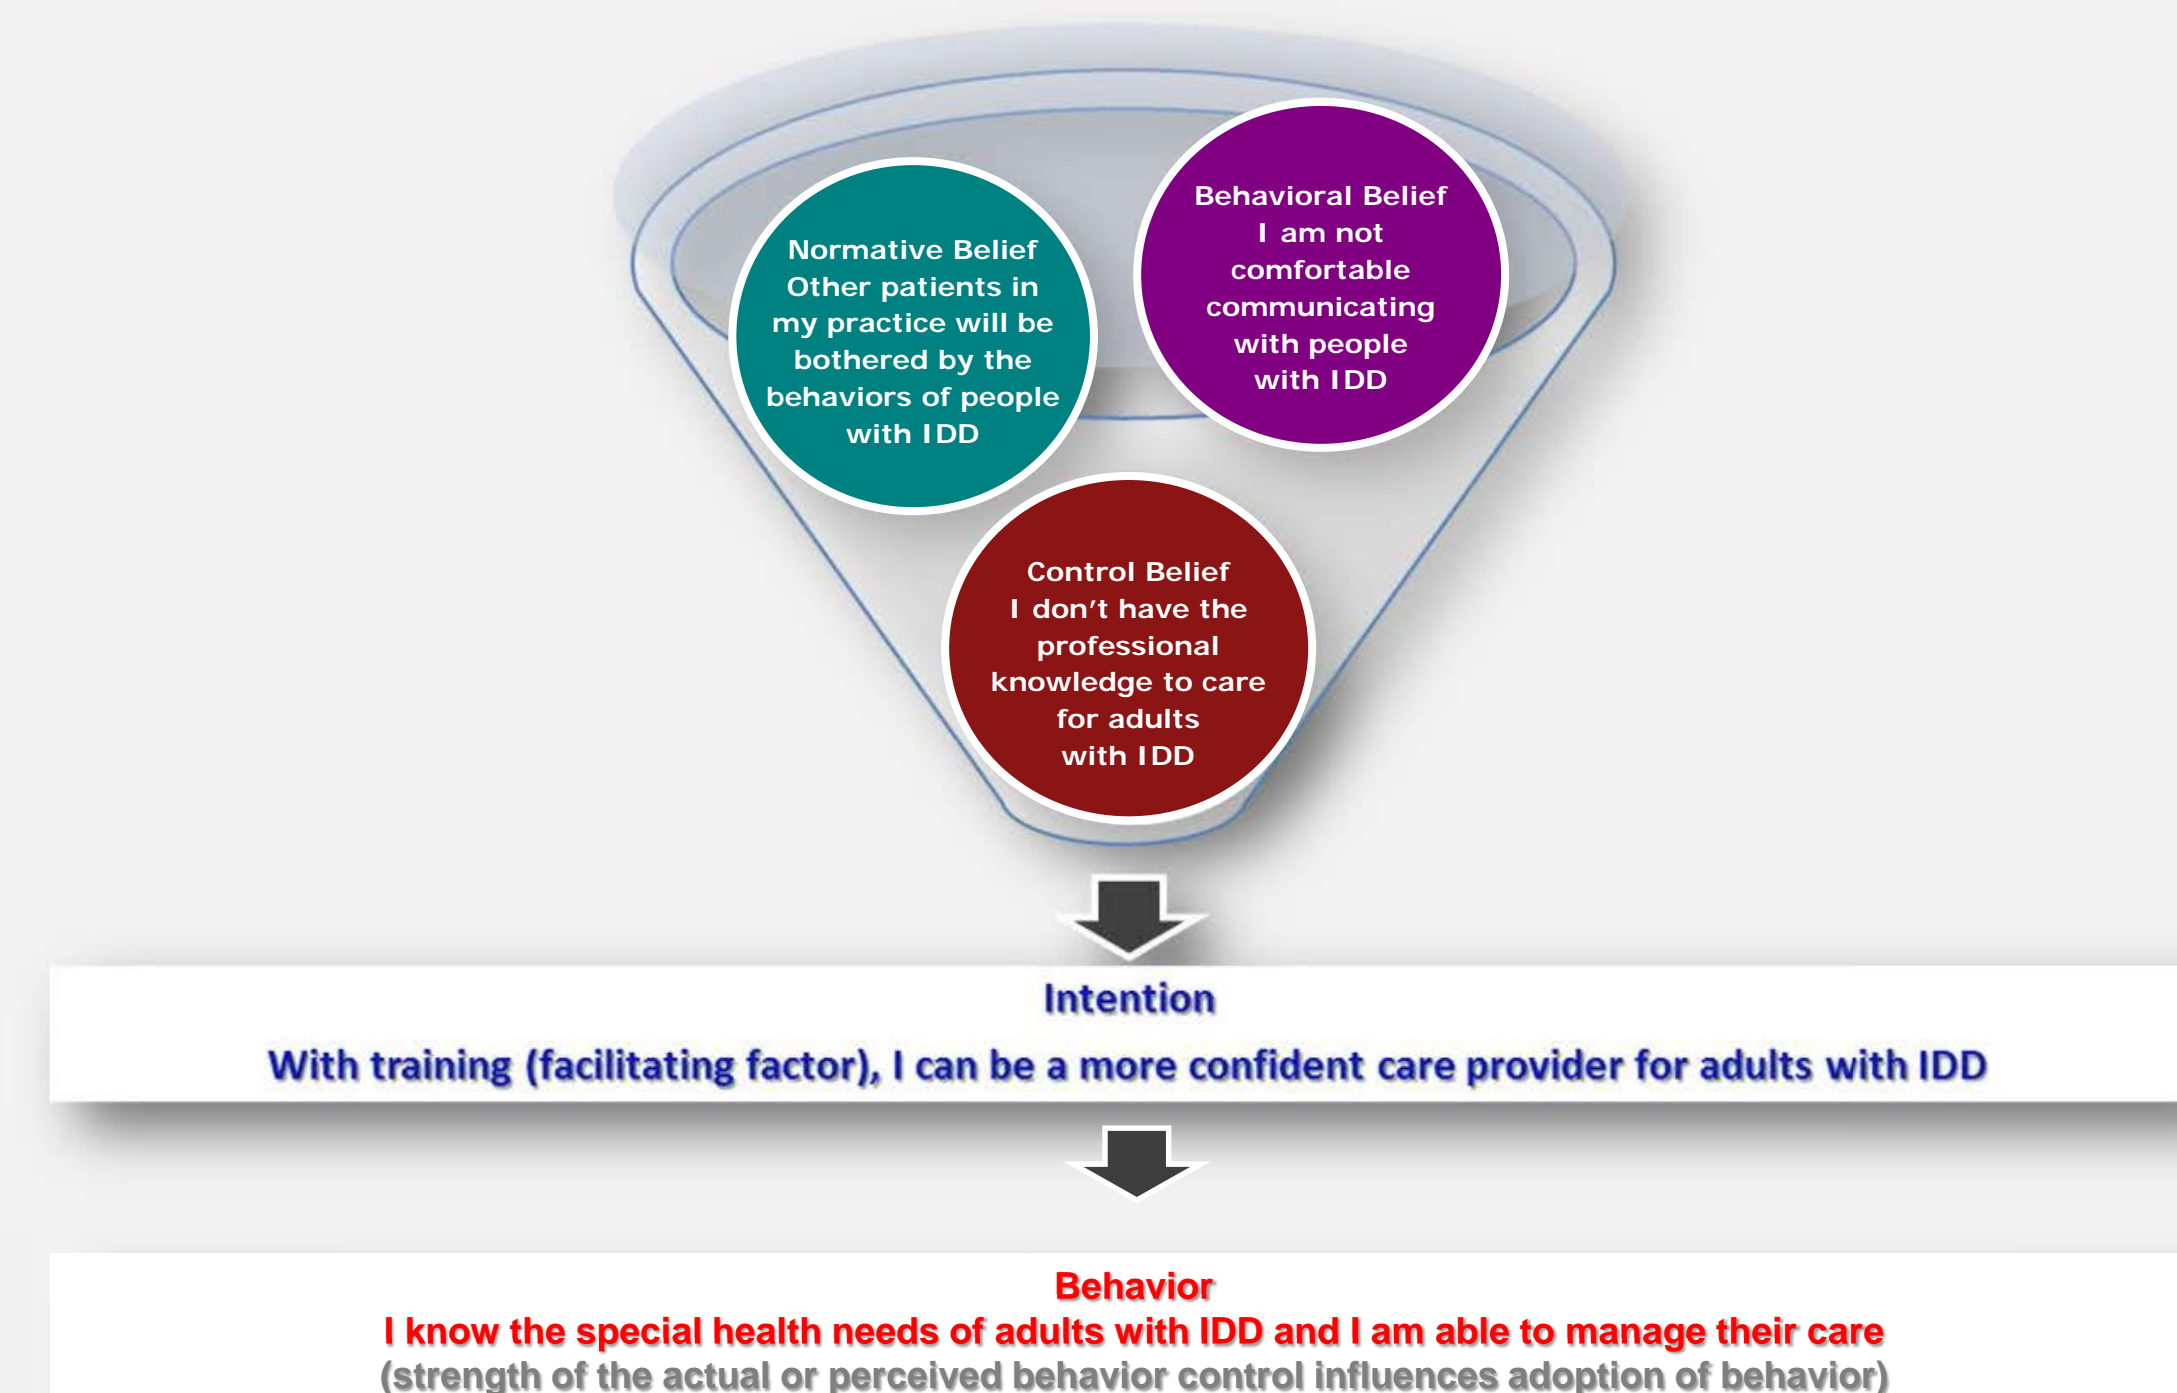 Normative Belief
Other patients in
my practice will be
bothered by the
behaviors of people
with IDD
Behavioral Belief
I am not
comfortable
communicating
with people
with IDD
Control Belief
I don't have the
professional
knowledge to care
for adults
with IDD
Intention
With training (facilitating factor), I can be a more confident care provider for adults with IDD
Behavior
I know the special health needs of adults with IDD and I am able to manage their care
(strength of the actual or perceived behavior control influences adoption of behavior)